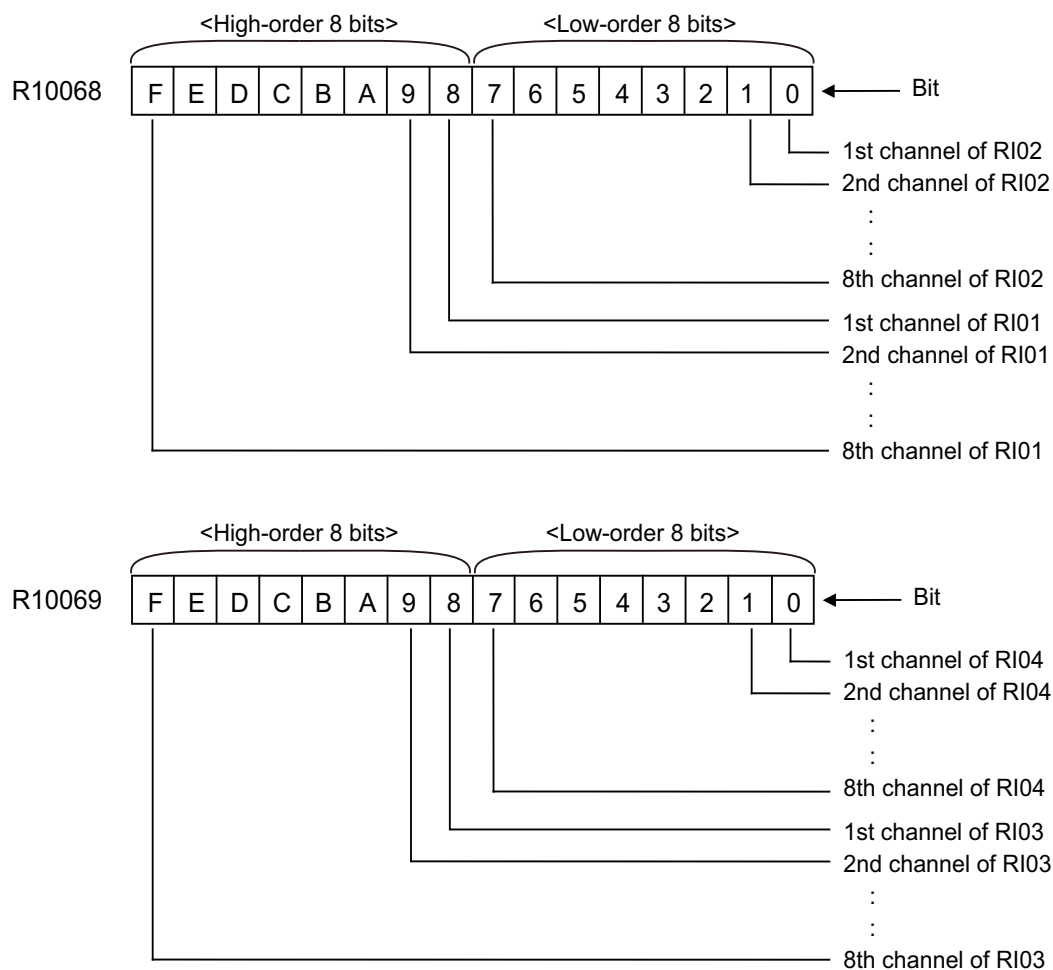 <High-order 8 bits> <Low-order 8 bits>
R10068 F E D C B A 9 8 7 6 5 4 3 2 1 0 Bit
1st channel of RI02
2nd channel of RI02
:
:
8th channel of RI02
1st channel of RI01
2nd channel of RI01
:
:
8th channel of RI01
<High-order 8 bits> <Low-order 8 bits>
R10069 F E D C B A 9 8 7 6 5 4 3 2 1 0 Bit
1st channel of RI04
2nd channel of RI04
:
:
8th channel of RI04
1st channel of RI03
2nd channel of RI03
:
:
8th channel of RI03